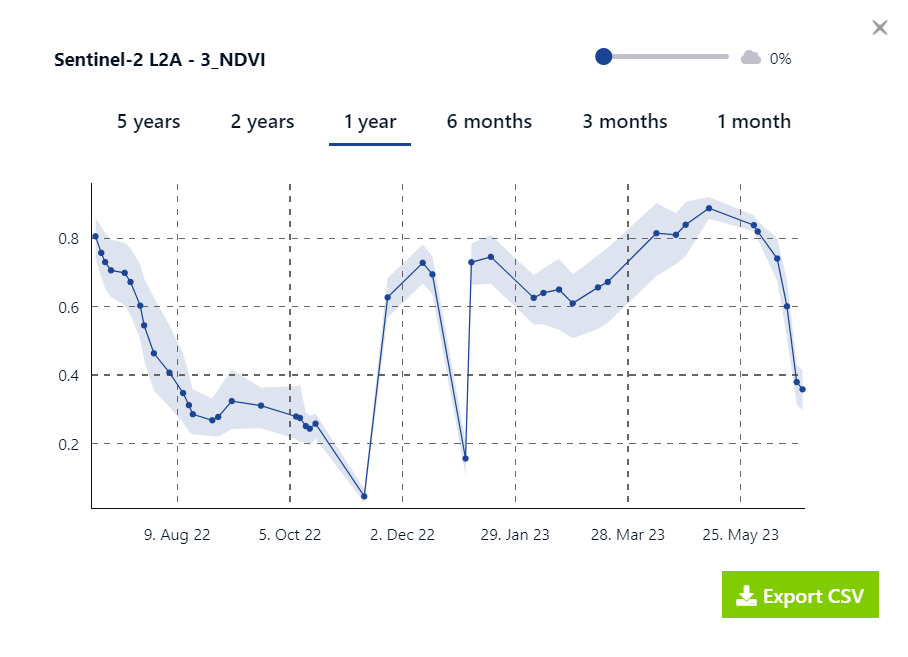 Sentinel-2 L2A - 3_NDVI
0%
5 years 2 years 1 year 6 months 3 months 1 month
0.8
0.6
0.4
0.2
9. Aug 22 5. Oct 22 2. Dec 22 29. Jan 23 28. Mar 23 25. May 23
Export CSV